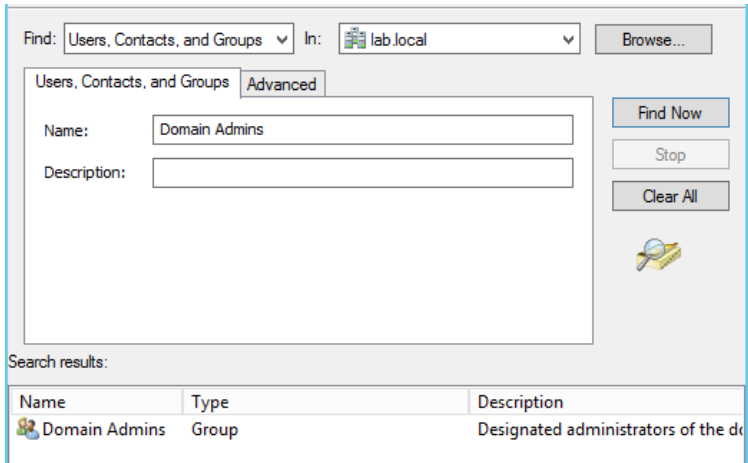 Find: Users, Contacts, and Groups In: lab.local Browse...
Users, Contacts, and Groups Advanced
Find Now
Name: Domain Admins
Stop
Description:
Clear All
Search results:
Name Type Description
Domain Admins Group Designated administrators of the